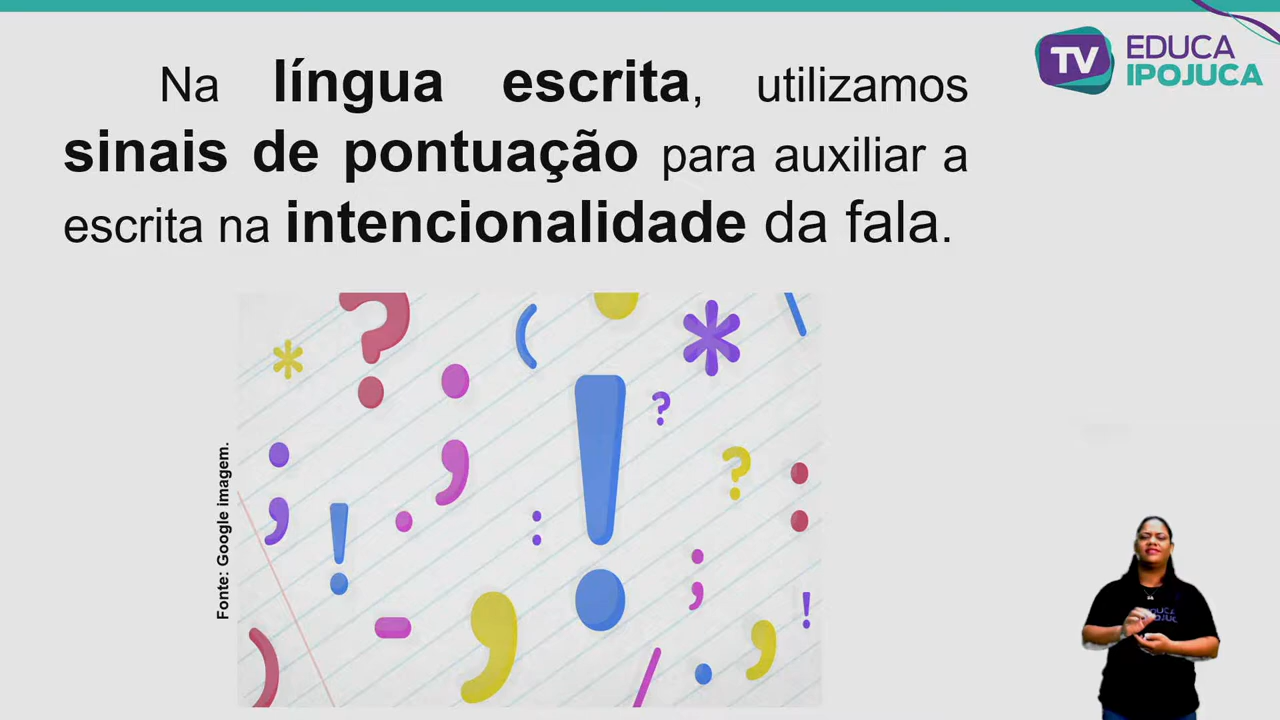 Na língua escrita, utilizamos
sinais de pontuação para auxiliar a
escrita na intencionalidade da fala.
TV EDUCA
IPOJUCA
Fonte: Google imagem.